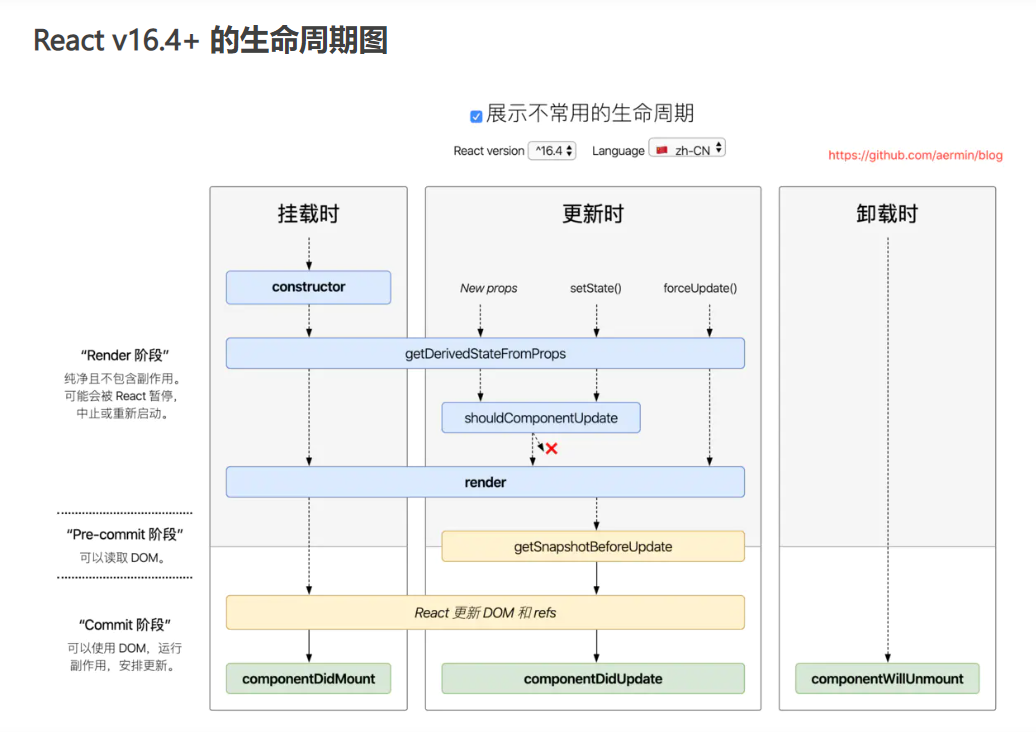 React v16.4+ 的生命周期图
展示不常用的生命周期
React version ^16.4 Language zh-CN
https://github.com/aermin/blog
挂载时 更新时 卸载时
constructor
New props setState() forceUpdate()
getDerivedStateFromProps
“Render 阶段”
纯净且不包含副作用。
可能会被 React 暂停，
中止或重新启动。
shouldComponentUpdate
render
“Pre-commit 阶段”
可以读取 DOM。
getSnapshotBeforeUpdate
React 更新 DOM 和 refs
“Commit 阶段”
可以使用 DOM，运行
副作用，安排更新。
componentDidMount componentDidUpdate componentWillUnmount